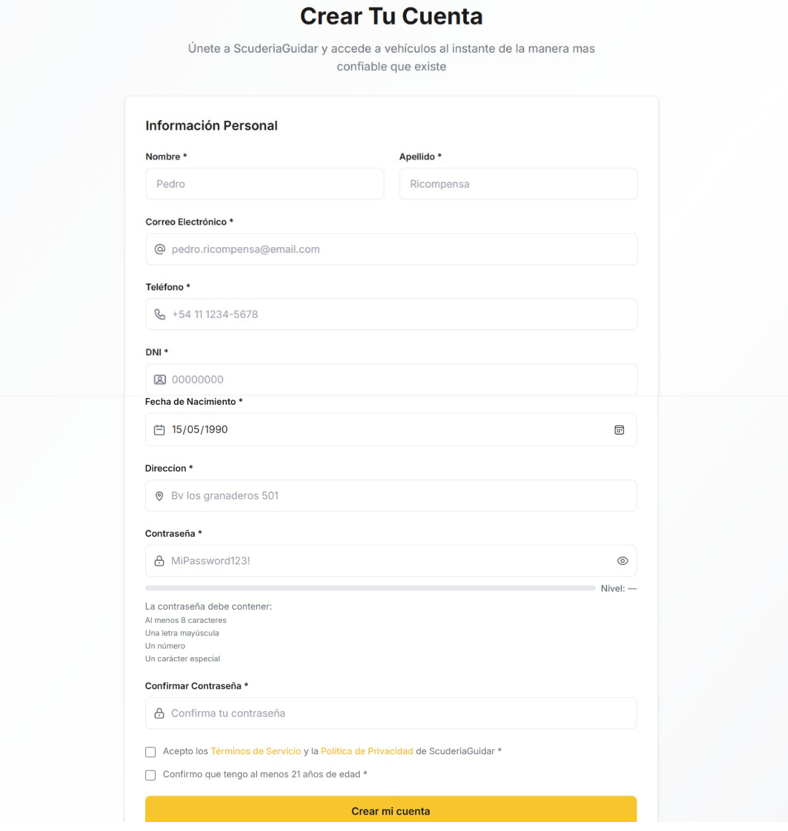 Crear Tu Cuenta
Únete a ScuderiaGuidar y accede a vehículos al instante de la manera mas
confiable que existe
Información Personal
Nombre * Apellido *
Pedro Ricompensa
Correo Electrónico *
pedro.ricompensa@email.com
Teléfono *
+54 11 1234-5678
DNI *
00000000
Fecha de Nacimiento *
15/05/1990
Direccion *
Bv los granaderos 501
Contraseña *
MiPassword123!
Nivel: —
La contraseña debe contener:
Al menos 8 caracteres
Una letra mayúscula
Un número
Un carácter especial
Confirmar Contraseña *
Confirma tu contraseña
Acepto los Términos de Servicio y la Política de Privacidad de ScuderiaGuidar *
Confirmo que tengo al menos 21 años de edad *
Crear mi cuenta